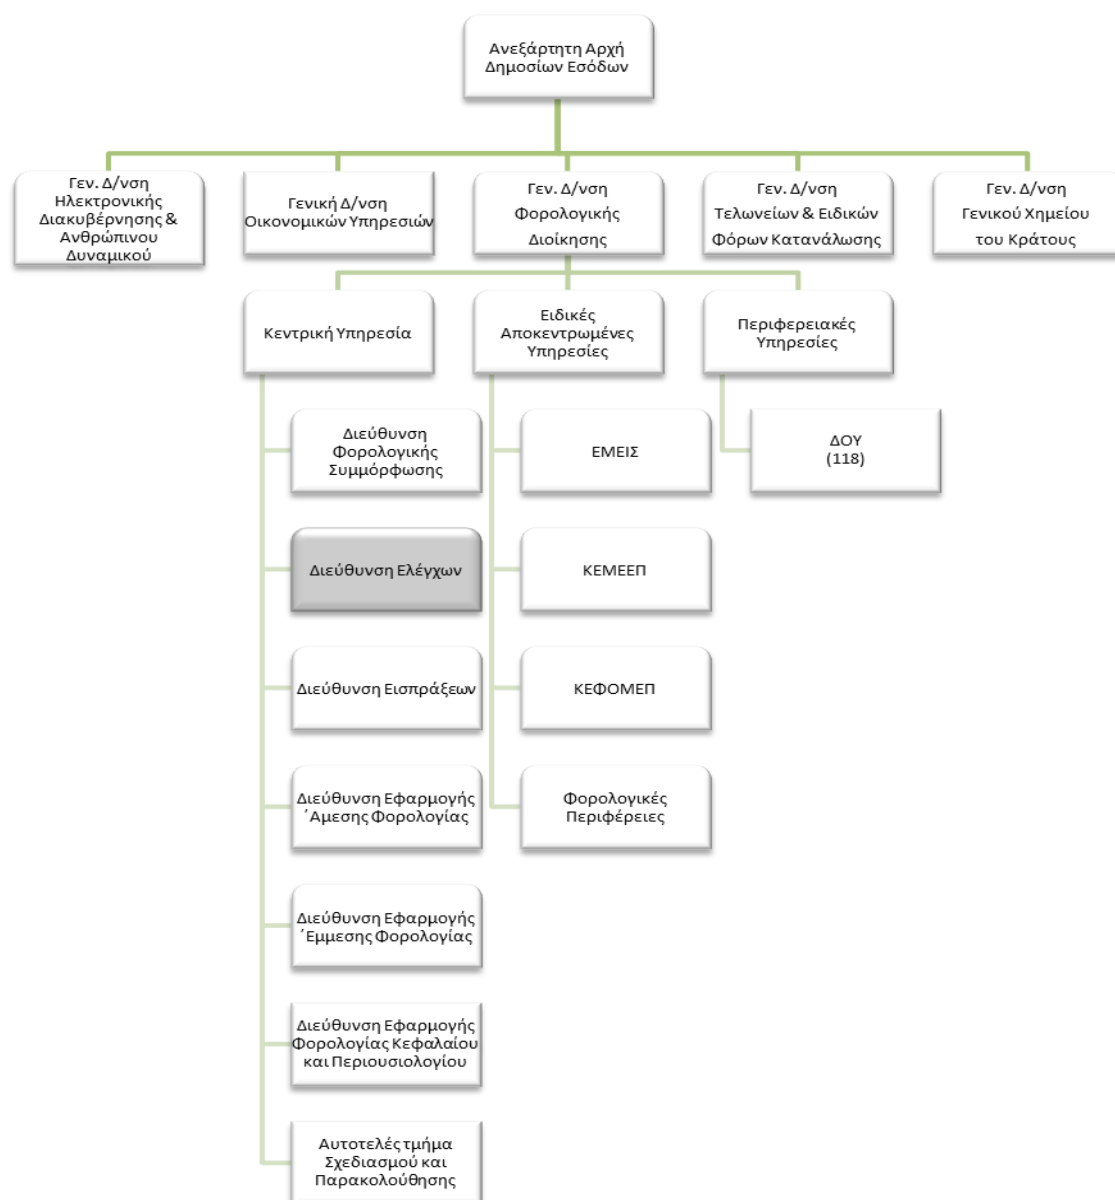 Ανεξάρτητη Αρχή
Δημοσίων Εσόδων
Γεν. Δ/νση
Ηλεκτρονικής
Διακυβέρνησης &
Ανθρώπινου
Δυναμικού
Γενική Δ/νση
Οικονομικών Υπηρεσιών
Γεν. Δ/νση
Φορολογικής
Διοίκησης
Γεν. Δ/νση
Τελωνείων & Ειδικών
Φόρων Κατανάλωσης
Γεν. Δ/νση
Γενικού Χημείου
του Κράτους
Κεντρική Υπηρεσία
Ειδικές
Αποκεντρωμένες
Υπηρεσίες
Περιφερειακές
Υπηρεσίες
Διεύθυνση
Φορολογικής
Συμμόρφωσης
Διεύθυνση Ελέγχων
Διεύθυνση Εισπράξεων
Διεύθυνση Εφαρμογής
΄Αμεσης Φορολογίας
Διεύθυνση Εφαρμογής
΄Εμμεσης Φορολογίας
Διεύθυνση Εφαρμογής
Φορολογίας Κεφαλαίου
και Περιουσιολογίου
Αυτοτελές τμήμα
Σχεδιασμού και
Παρακολούθησης
ΕΜΕΙΣ
ΚΕΜΕΕΠ
ΚΕΦΟΜΕΠ
Φορολογικές
Περιφέρειες
ΔΟΥ
(118)